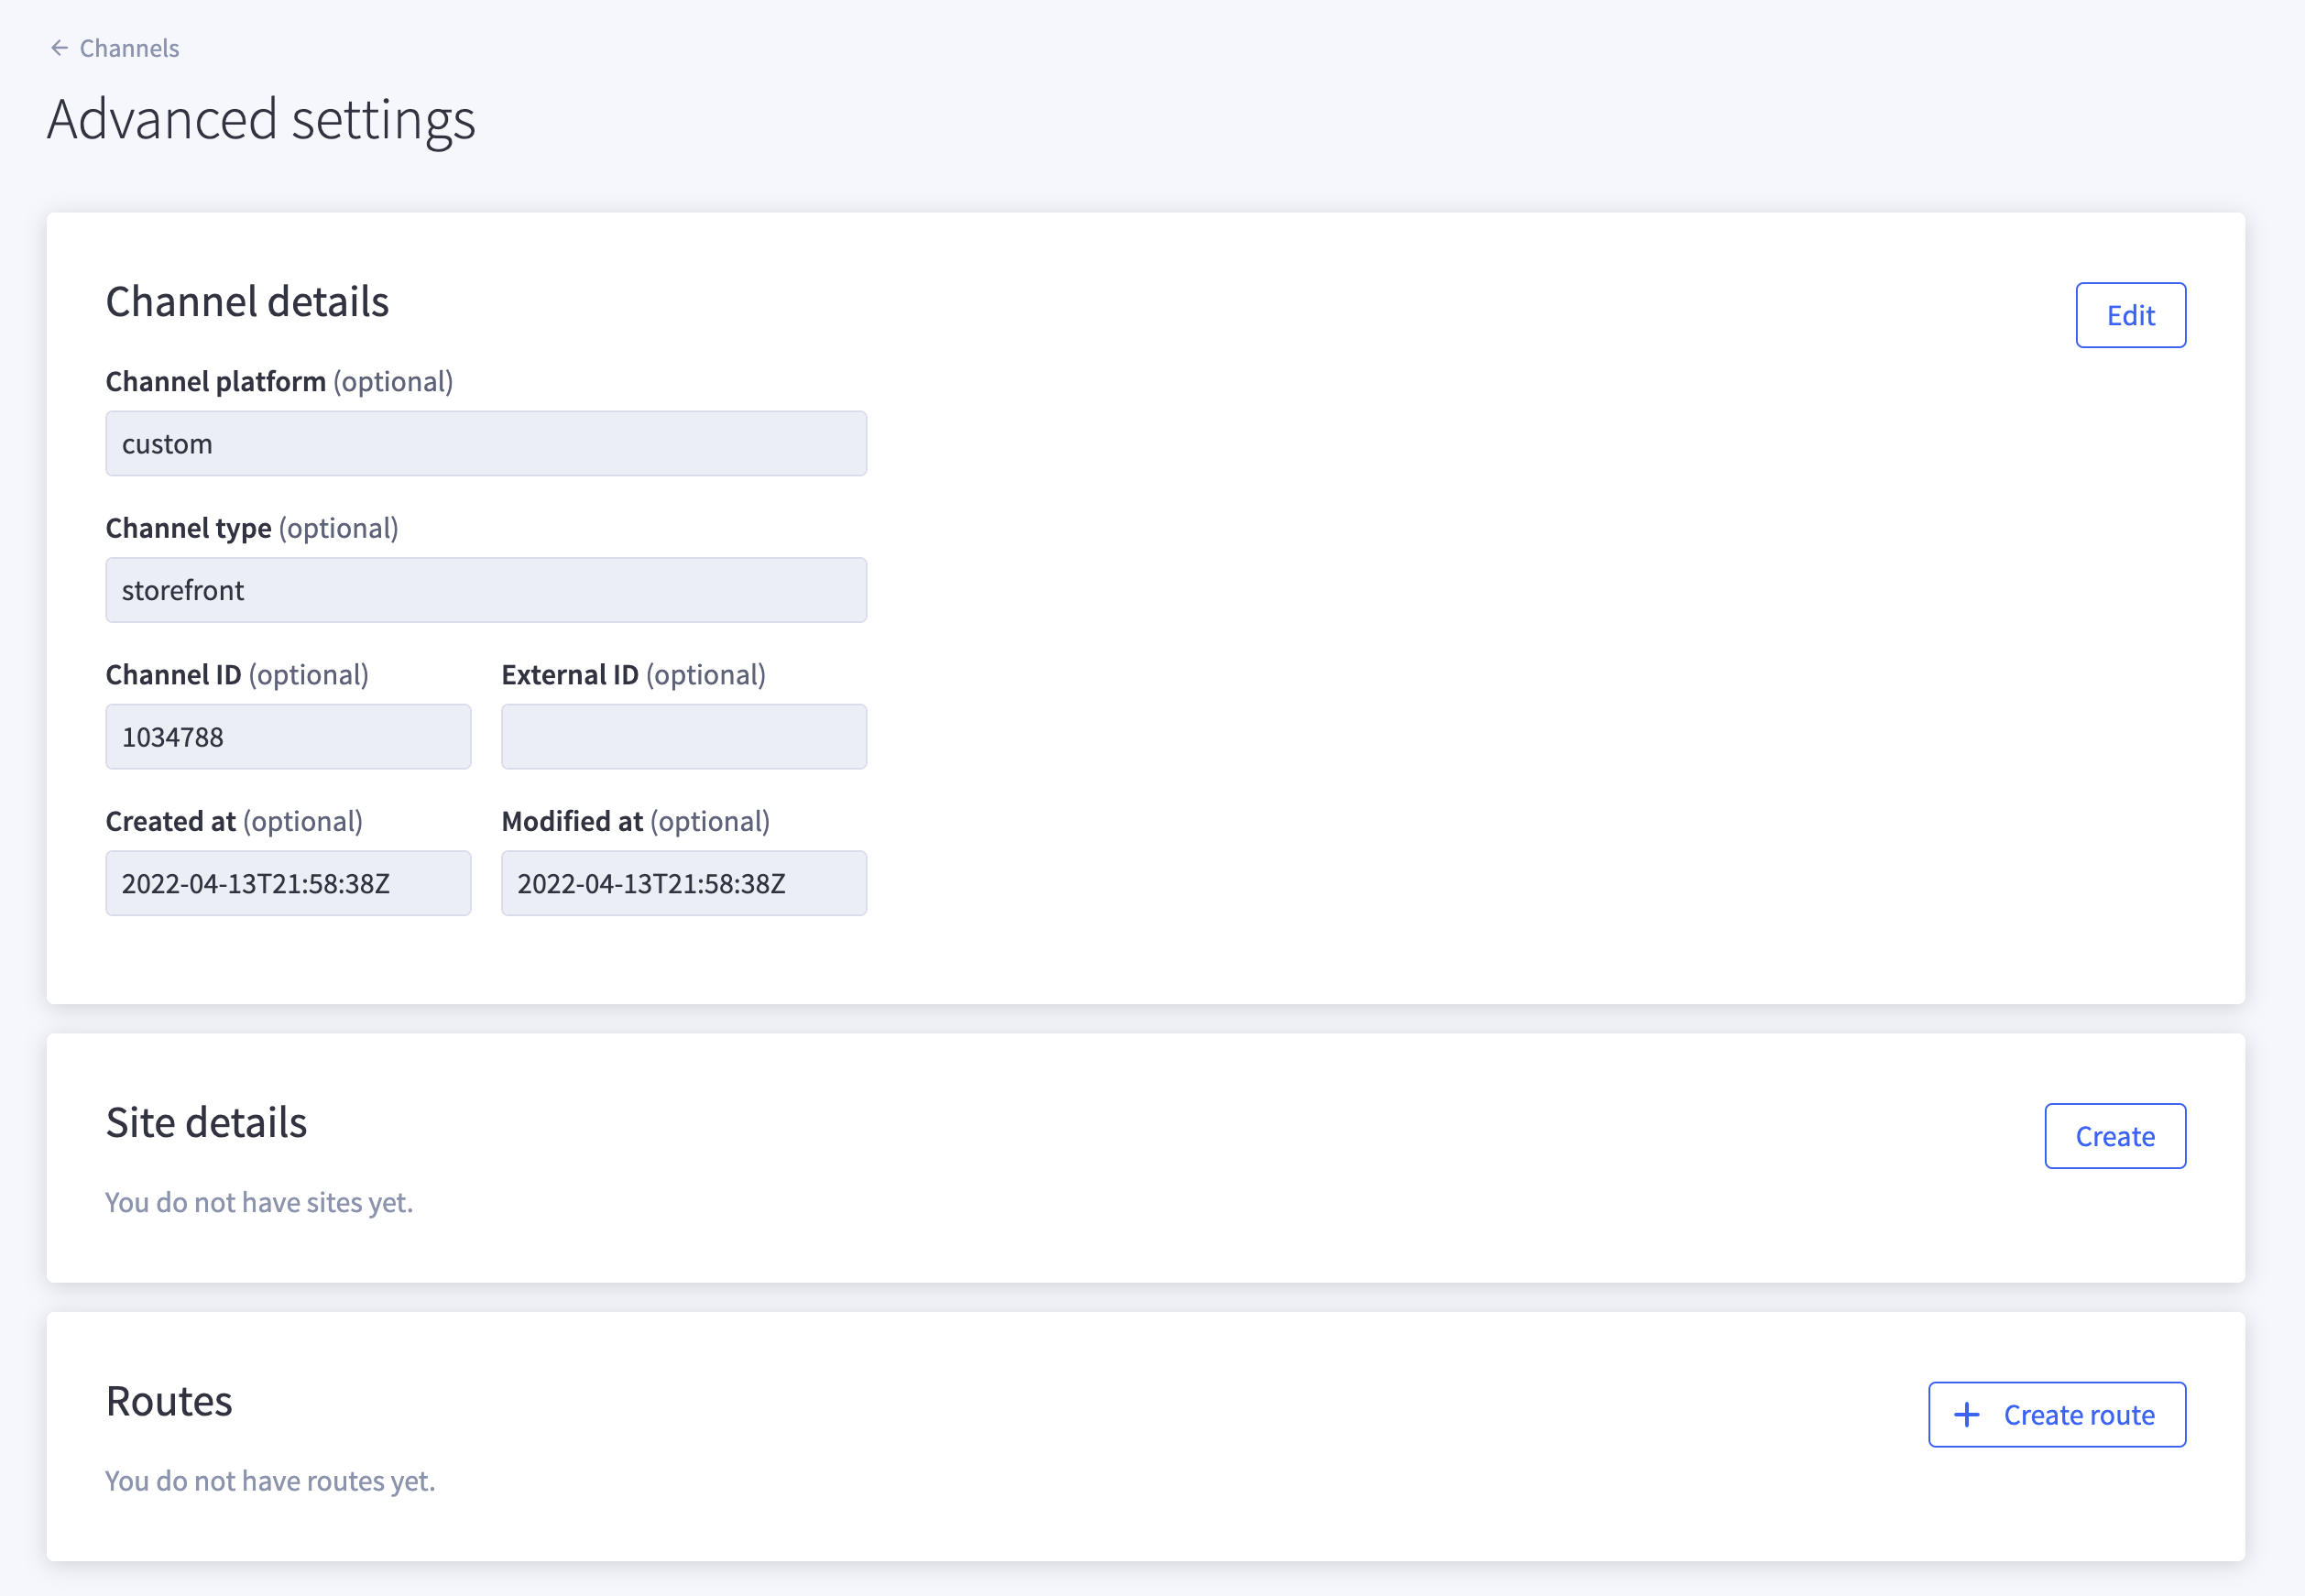 ← Channels
Advanced settings
Channel details
Edit
Channel platform (optional)
custom
Channel type (optional)
storefront
Channel ID (optional) External ID (optional)
1034788
Created at (optional) Modified at (optional)
2022-04-13T21:58:38Z 2022-04-13T21:58:38Z
Site details
Create
You do not have sites yet.
Routes
+ Create route
You do not have routes yet.